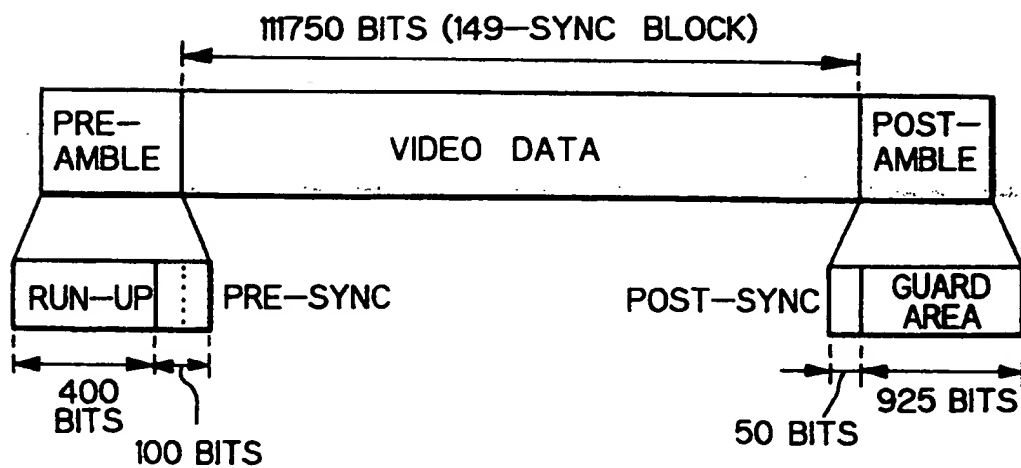 111750 BITS (149-SYNC BLOCK)
PRE-
AMBLE
VIDEO DATA
POST-
AMBLE
RUN-UP
PRE-SYNC
POST-SYNC
GUARD
AREA
400
BITS
100 BITS
50 BITS
925 BITS